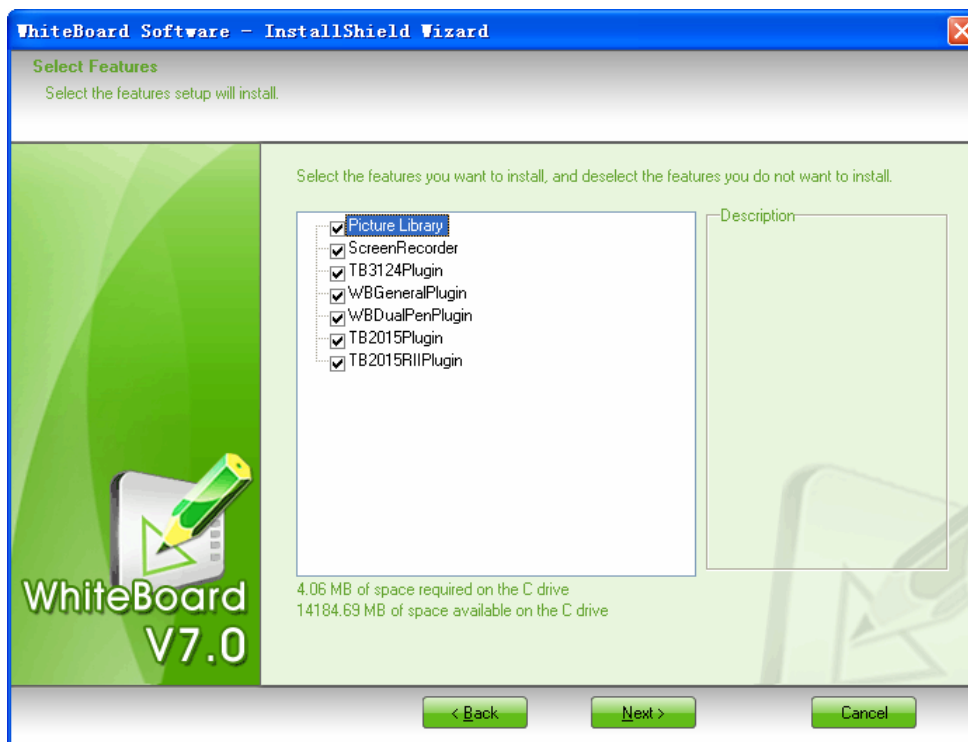 WhiteBoard Software - InstallShield Wizard
Select Features
Select the features setup will install.
Select the features you want to install, and deselect the features you do not want to install.
Picture Library
ScreenRecorder
TB3124Plugin
WBGeneralPlugin
WBDualPenPlugin
TB2015Plugin
TB2015RIIPlugin
Description
4.06 MB of space required on the C drive
14184.69 MB of space available on the C drive
WhiteBoard
V7.0
< Back
Next >
Cancel